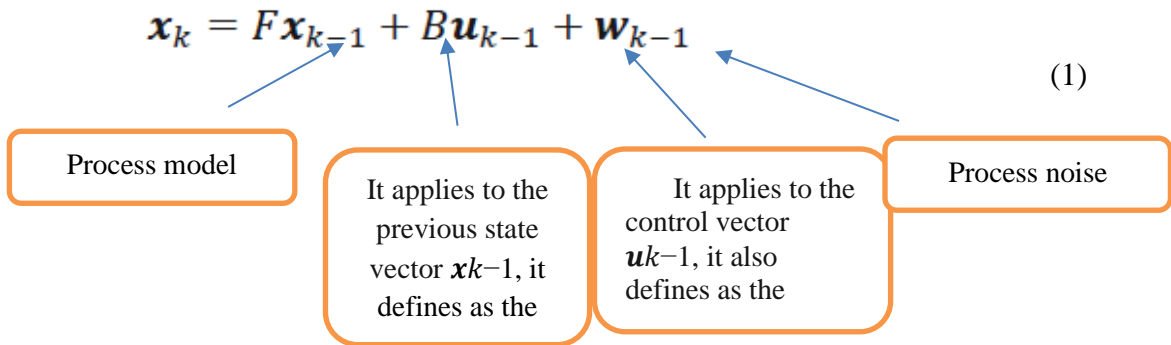 𝒙ₖ = F𝒙ₖ₋₁ + B𝒖ₖ₋₁ + 𝒘ₖ₋₁
(1)
Process model
It applies to the
previous state
vector 𝒙k−1, it
defines as the
It applies to the
control vector
𝒖k−1, it also
defines as the
Process noise